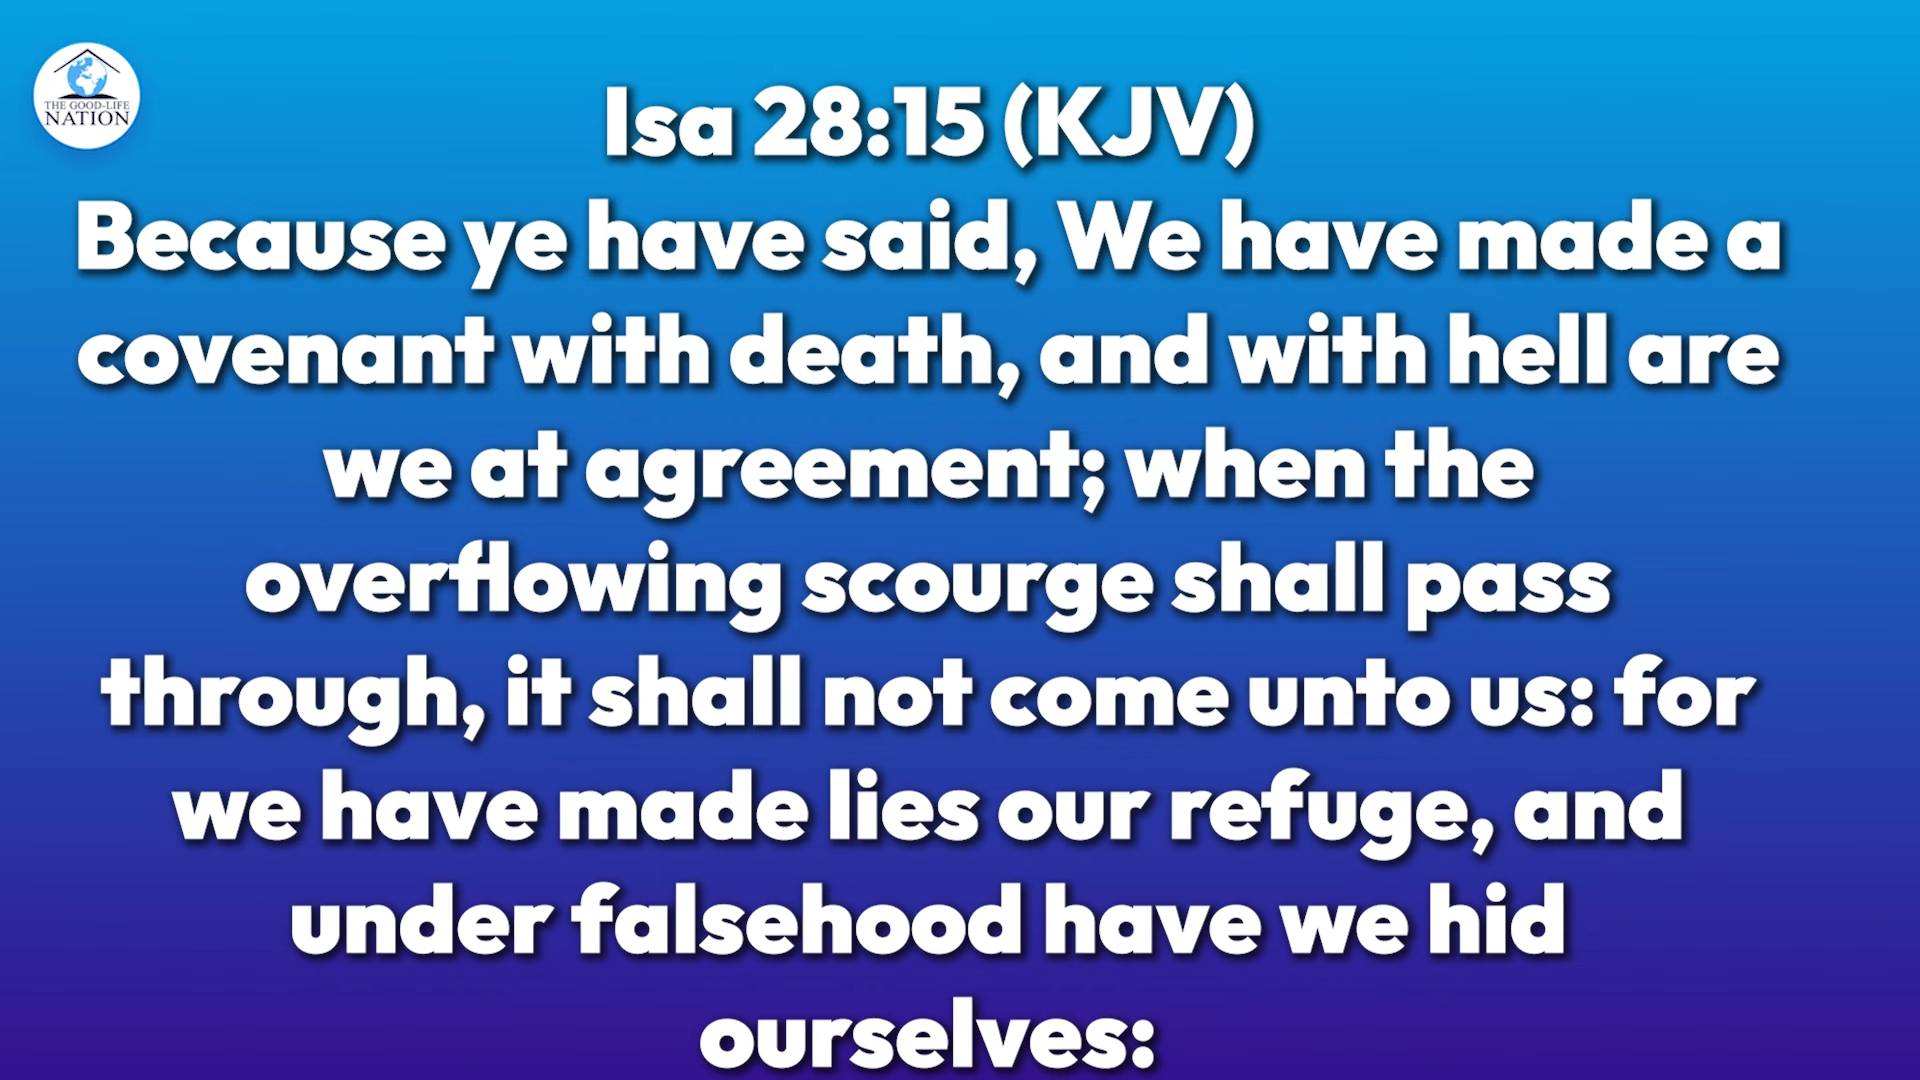 THE GOOD-LIFE
NATION
Isa 28:15 (KJV)
Because ye have said, We have made a
covenant with death, and with hell are
we at agreement; when the
overflowing scourge shall pass
through, it shall not come unto us: for
we have made lies our refuge, and
under falsehood have we hid
ourselves: